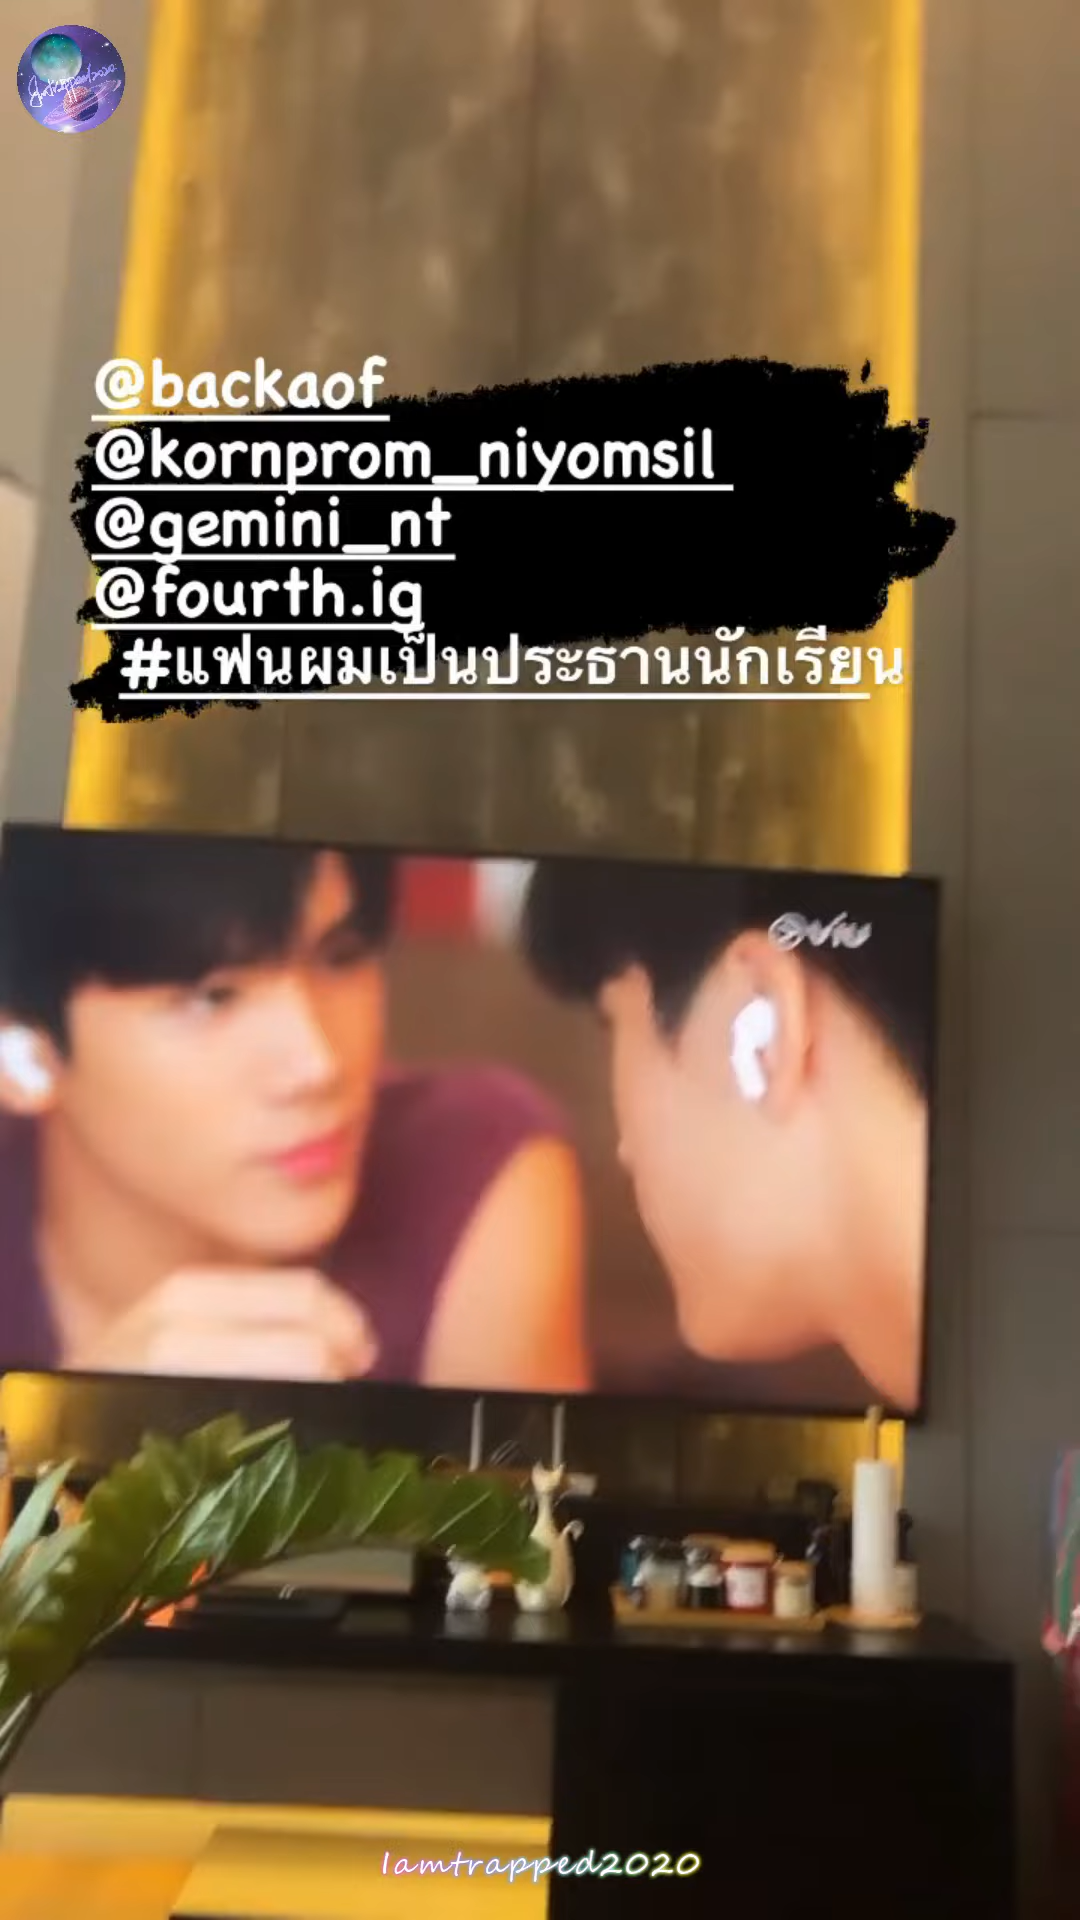 @backaof
@kornprom_niyomsil
@gemini_nt
@fourth.ig
#แฟนผมเป็นประธานนักเรียน
viu
Iamtrapped2020